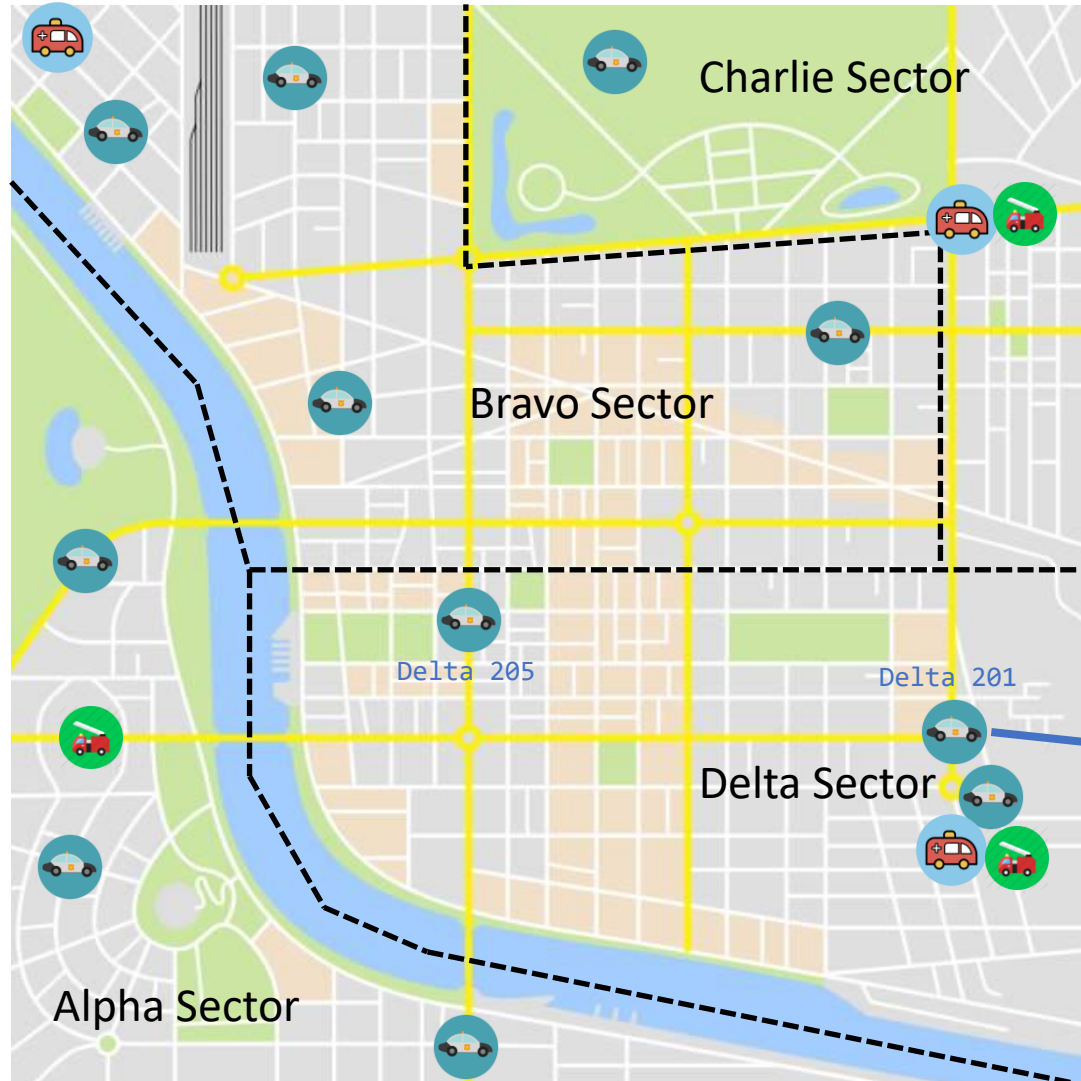 Charlie Sector
Bravo Sector
Delta 205
Delta 201
Delta Sector
Alpha Sector